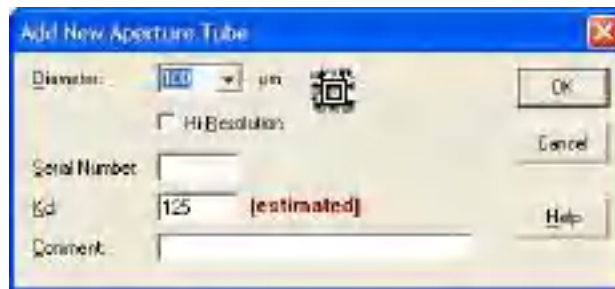 Add New Aperture Tube
Diameter: 100 µm
OK
Hi Resolution
Cancel
Serial Number
Kd: 125 (estimated)
Help
Comment: